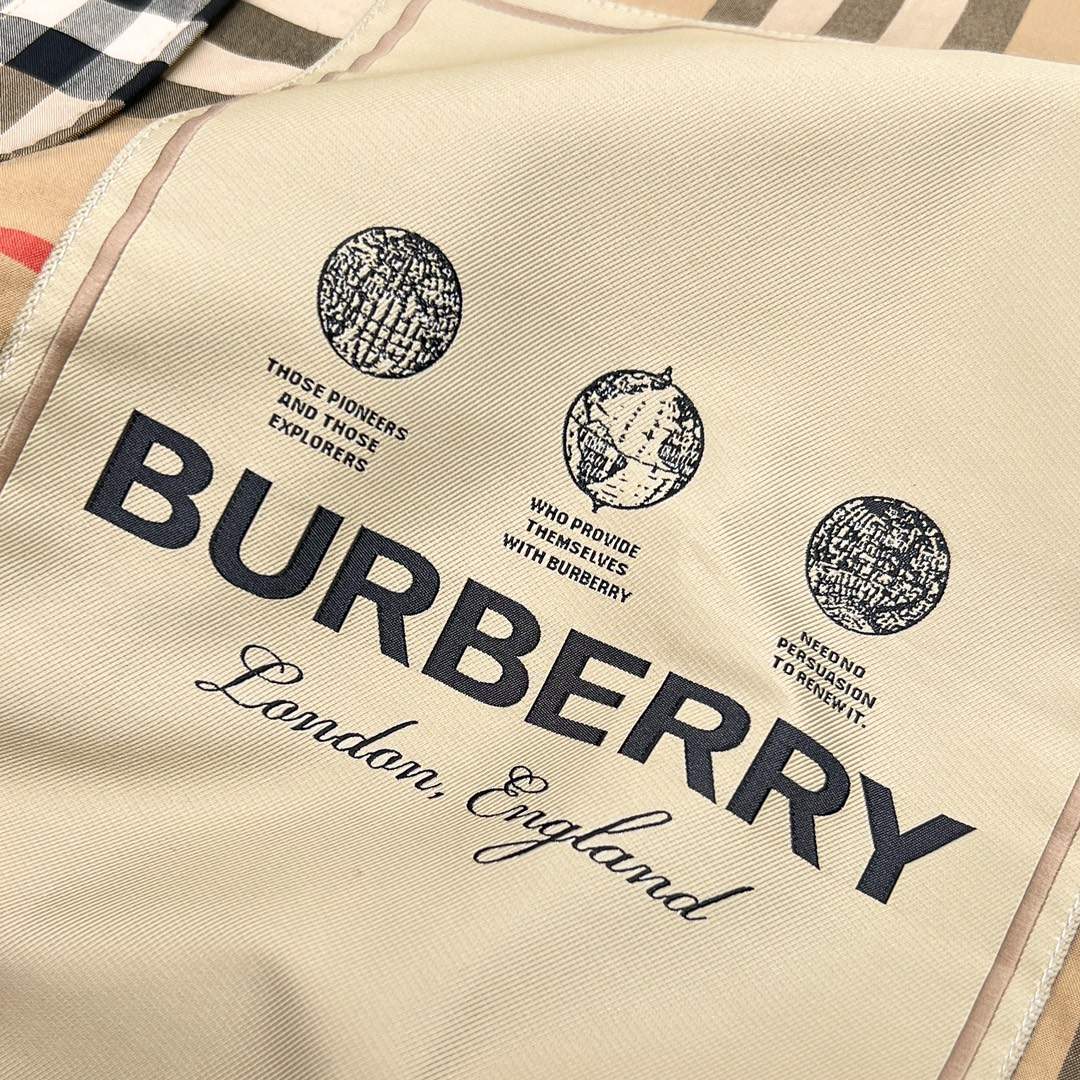 THOSE PIONEERS
AND THOSE
EXPLORERS
WHO PROVIDE
THEMSELVES
WITH BURBERRY
NEED NO
PERSUASION
TO RENEW IT.
BURBERRY
London, England